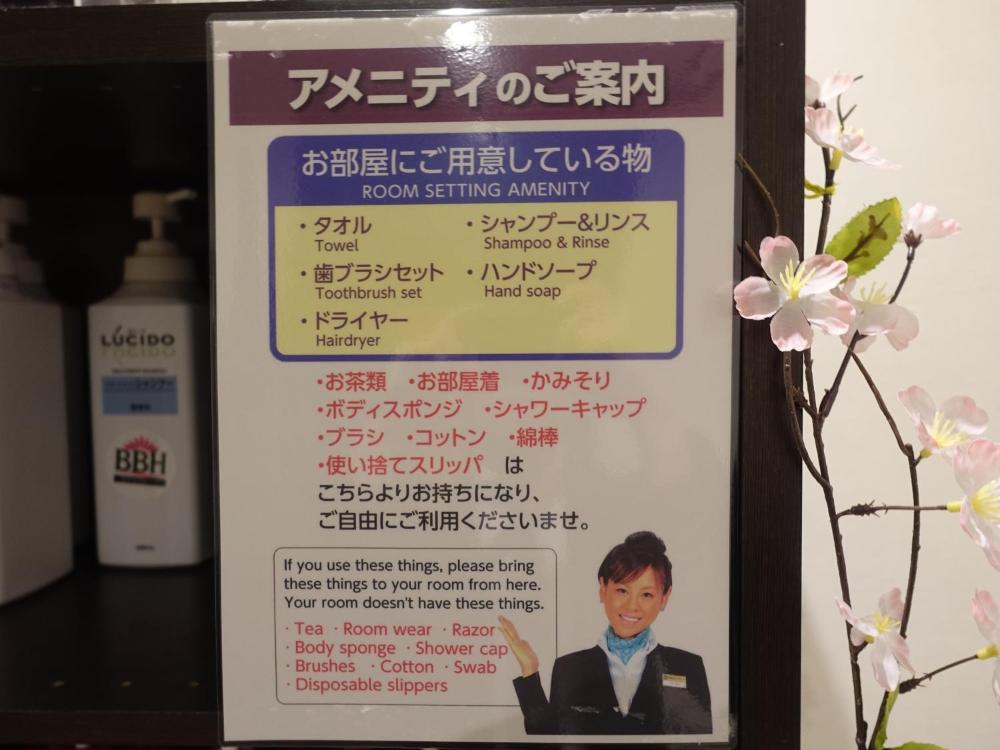 アメニティのご案内
お部屋にご用意している物
ROOM SETTING AMENITY
・タオル ・シャンプー&リンス
Towel Shampoo & Rinse
・歯ブラシセット ・ハンドソープ
Toothbrush set Hand soap
・ドライヤー
Hairdryer
・お茶類 ・お部屋着 ・かみそり
・ボディスポンジ ・シャワーキャップ
・ブラシ ・コットン ・綿棒
・使い捨てスリッパ は
こちらよりお持ちになり、
ご自由にご利用くださいませ。
If you use these things, please bring
these things to your room from here.
Your room doesn't have these things.
・Tea ・Room wear ・Razor
・Body sponge ・Shower cap
・Brushes ・Cotton ・Swab
・Disposable slippers
LÚCIDO
シャンプー
BBH